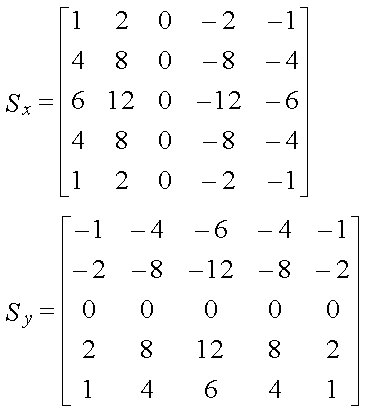 1 2 0 −2 −1
4 8 0 −8 −4
Sx = 6 12 0 −12 −6
4 8 0 −8 −4
1 2 0 −2 −1
−1 −4 −6 −4 −1
−2 −8 −12 −8 −2
Sy = 0 0 0 0 0
2 8 12 8 2
1 4 6 4 1